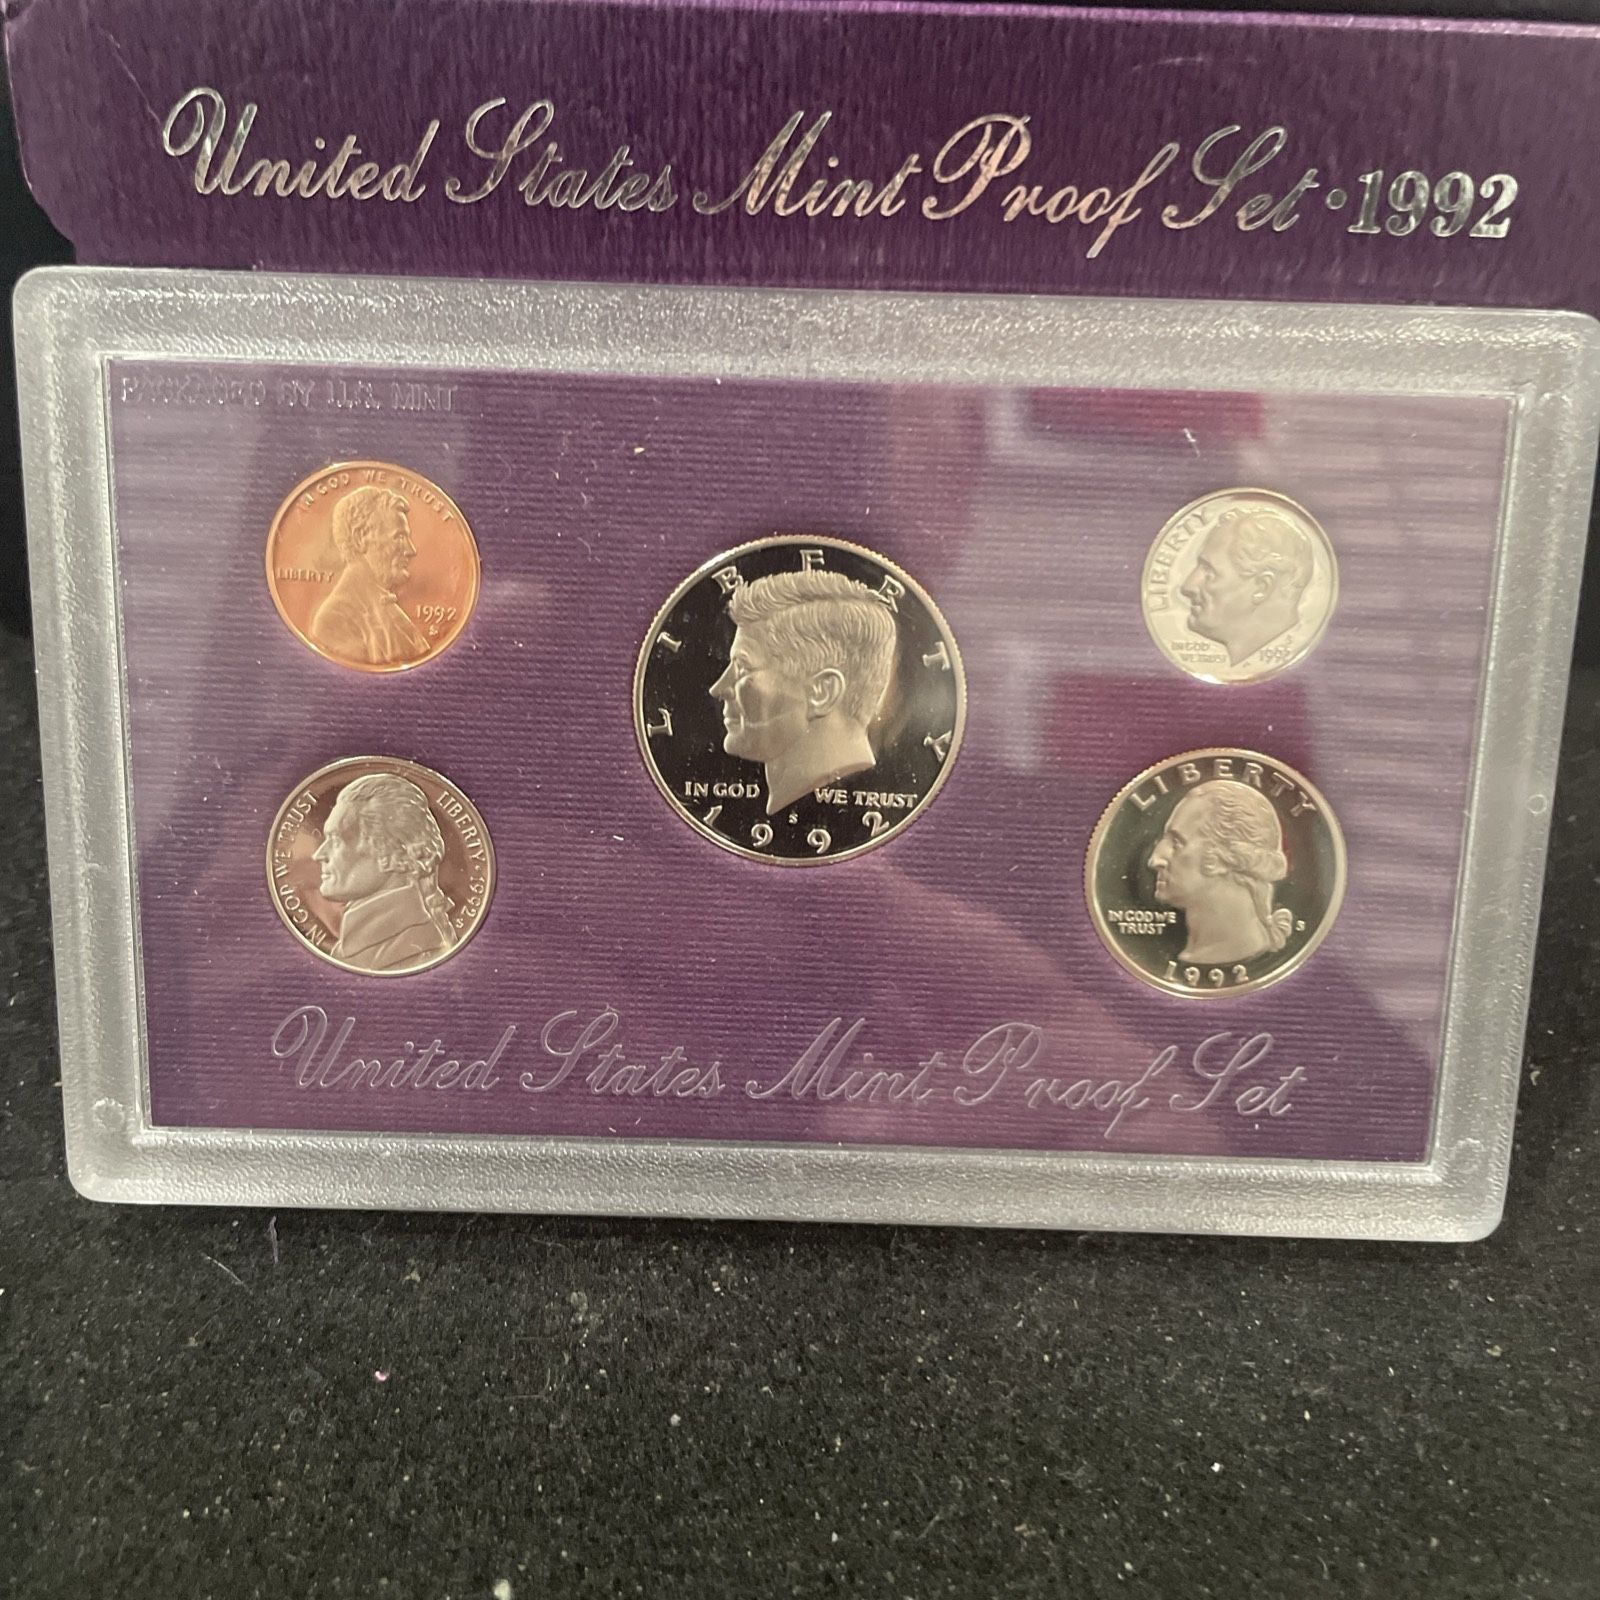 United States Mint Proof Set · 1992
PACKAGED BY U.S. MINT
IN GOD WE TRUST
LIBERTY
1992
S
LIBERTY
IN GOD WE TRUST
S
1992
LIBERTY
IN GOD
WE TRUST
S
1992
IN GOD WE TRUST
LIBERTY · 1992
S
LIBERTY
IN GOD WE
TRUST
S
1992
United States Mint Proof Set